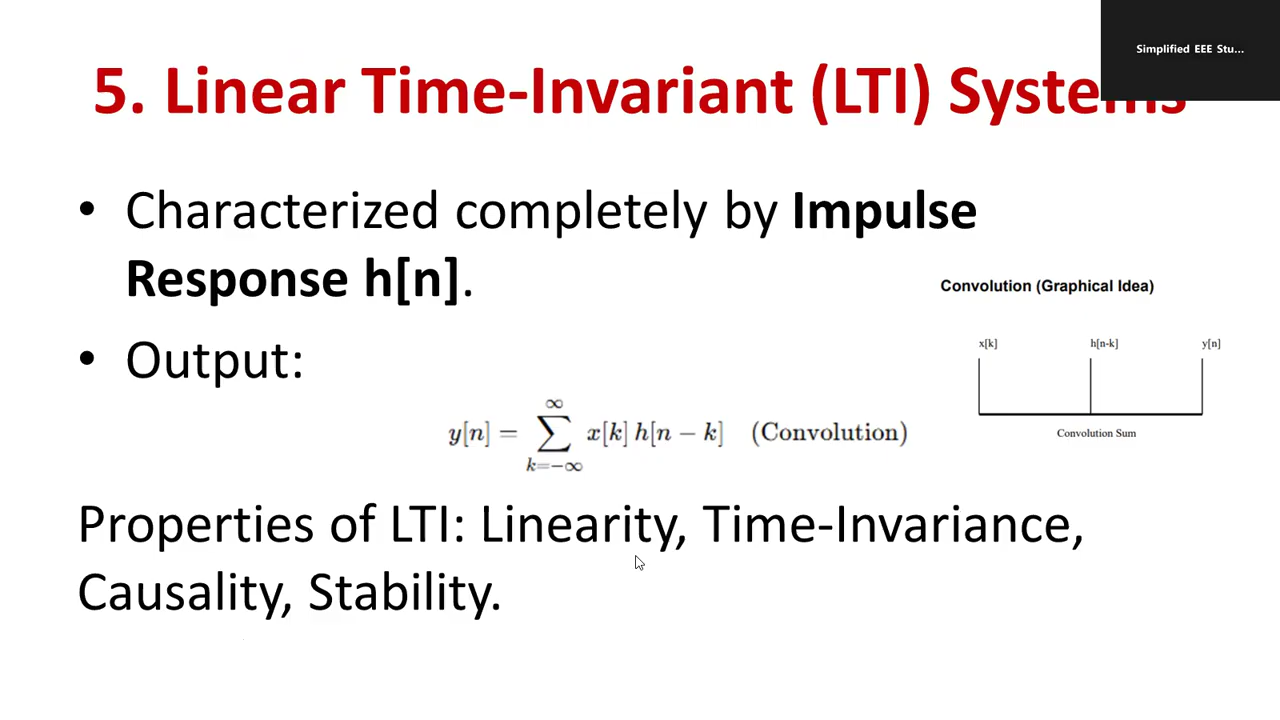 Simplified EEE Stu...
5. Linear Time-Invariant (LTI) Systems
• Characterized completely by Impulse
Response h[n].
• Output:
y[n] = ∑_{k=-∞}^{∞} x[k] h[n − k] (Convolution)
Convolution (Graphical Idea)
x[k] h[n-k] y[n]
Convolution Sum
Properties of LTI: Linearity, Time-Invariance,
Causality, Stability.